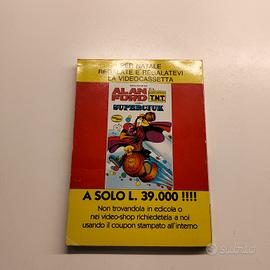 PER NATALE
REGALATE E REGALATEVI
LA VIDEOCASSETTA
ALAN
FORD
T.N.T.
SUPERCIUK
A SOLO L. 39.000 !!!!
Non trovandola in edicola o
nei video-shop richiedetela a noi
usando il coupon stampato all'interno
Subito